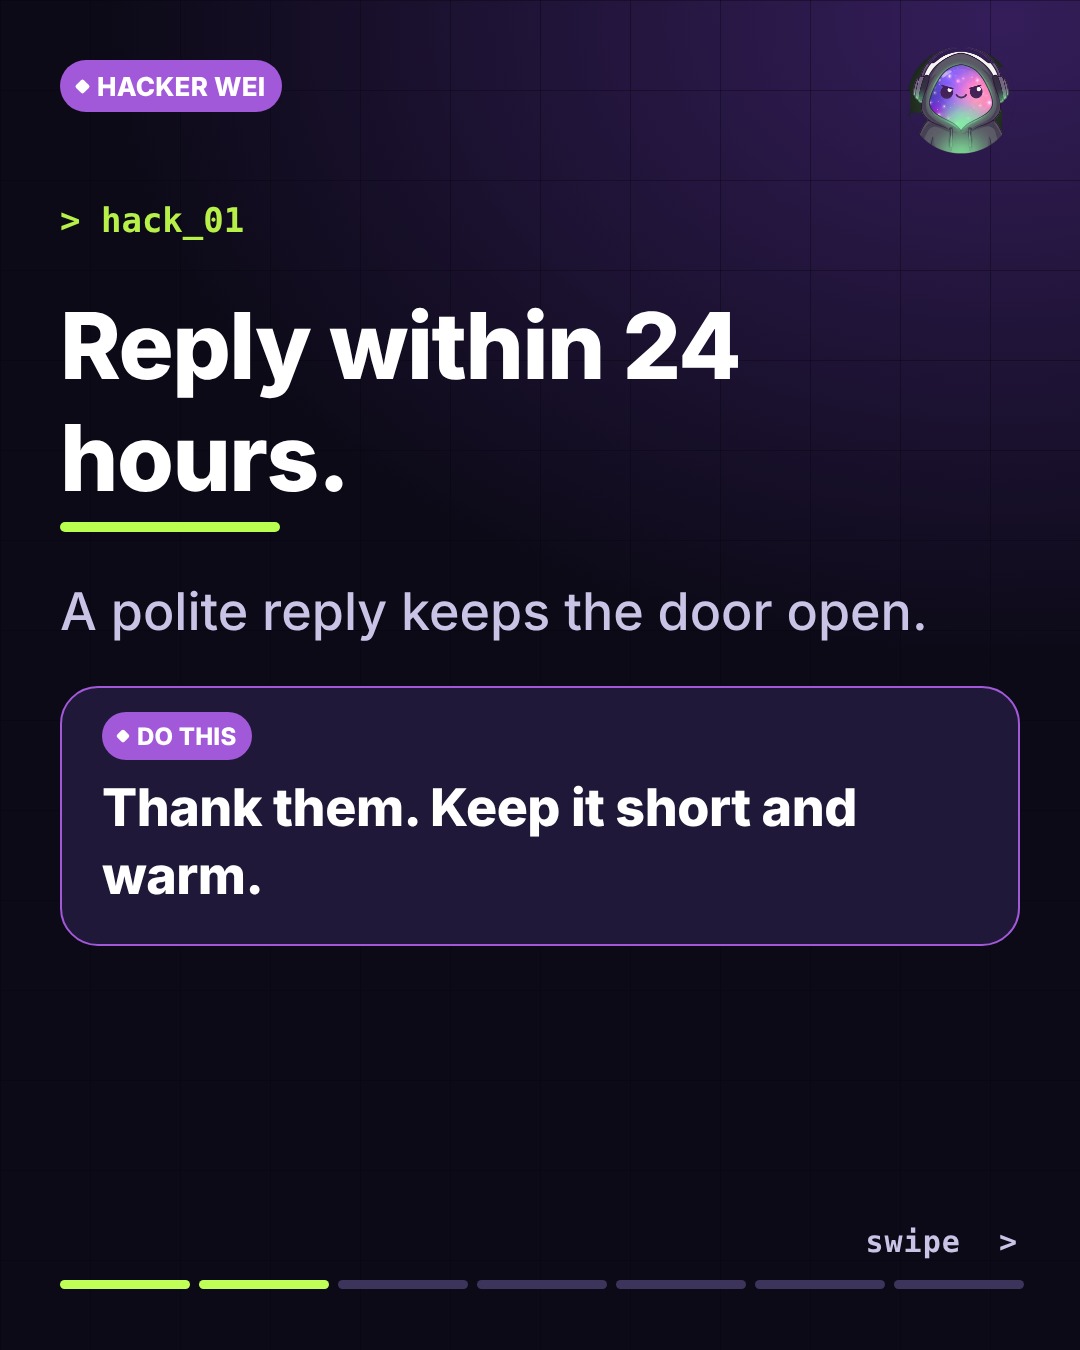 HACKER WEI
> hack_01
Reply within 24
hours.
A polite reply keeps the door open.
DO THIS
Thank them. Keep it short and
warm.
swipe >